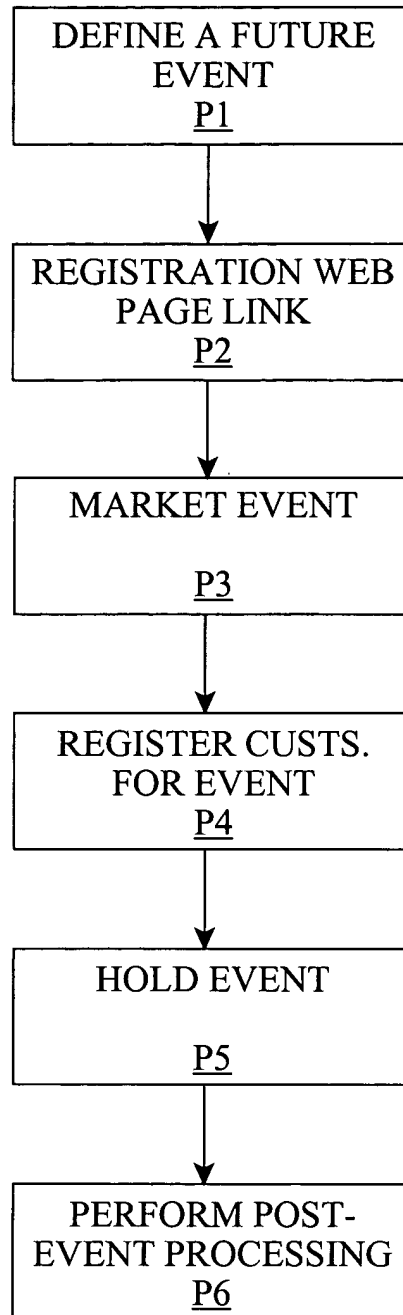 DEFINE A FUTURE
EVENT
P1
REGISTRATION WEB
PAGE LINK
P2
MARKET EVENT
P3
REGISTER CUSTS.
FOR EVENT
P4
HOLD EVENT
P5
PERFORM POST-
EVENT PROCESSING
P6